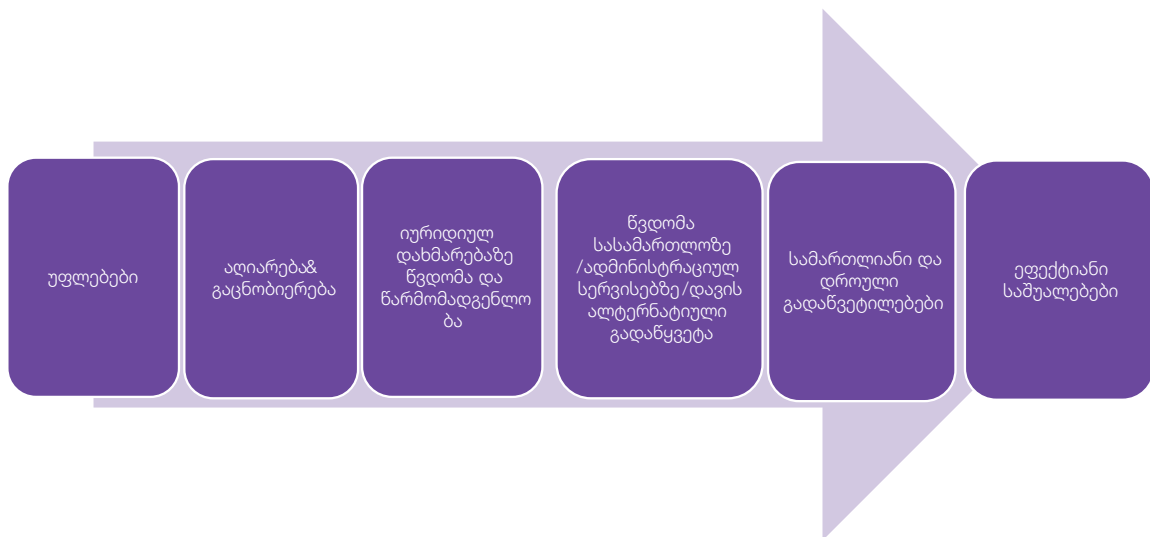 უფლებები
აღიარება&
გაცნობიერება
იურიდიულ
დახმარებაზე
წვდომა და
წარმომადგენლო
ბა
წვდომა
სასამართლოზე
/ადმინისტრაციულ
სერვისებზე/დავის
ალტერნატიული
გადაწყვეტა
სამართლიანი და
დროული
გადაწვეტილებები
ეფექტიანი
საშუალებები